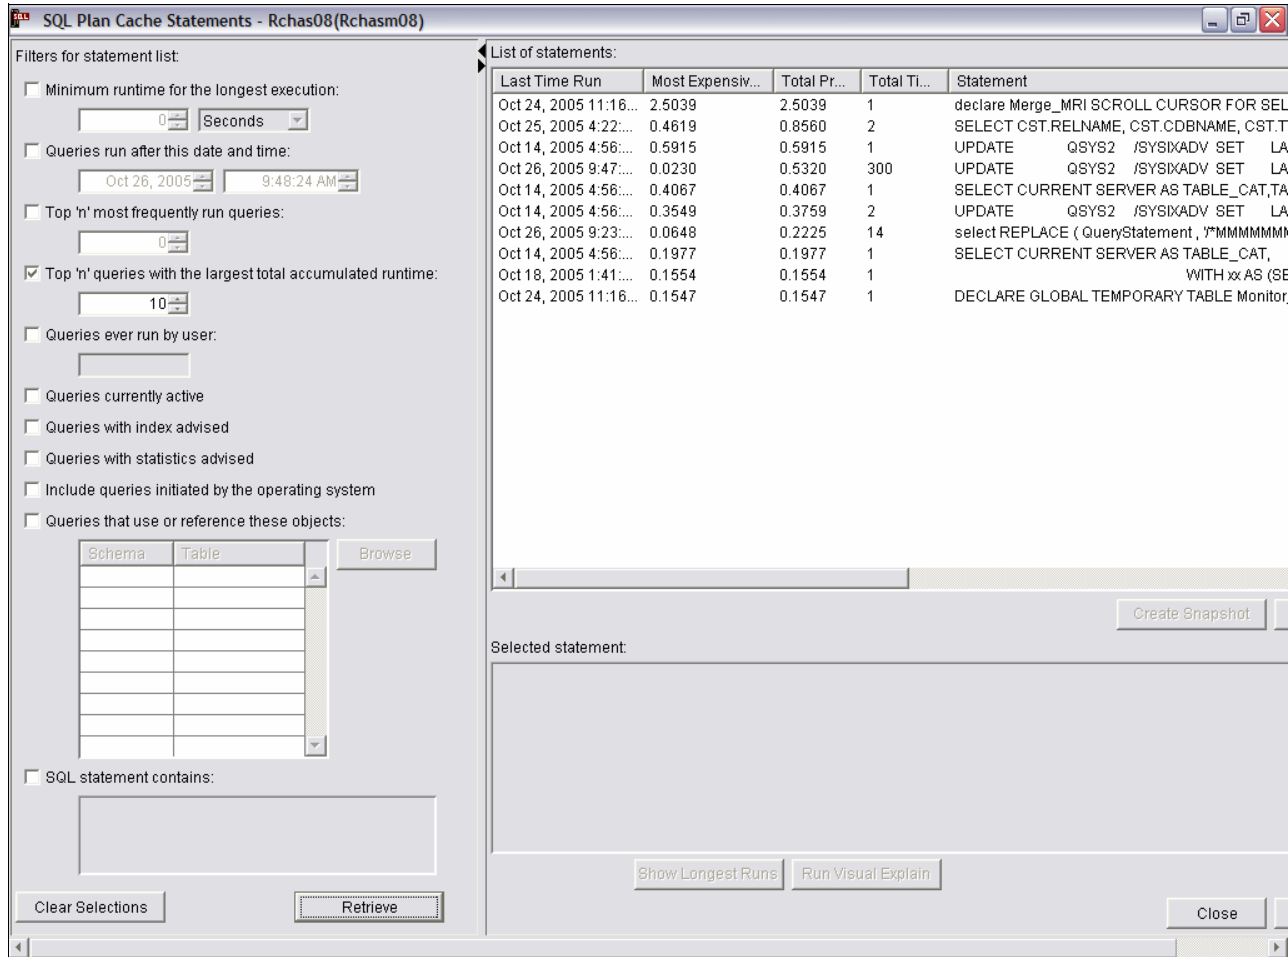 SQL Plan Cache Statements - Rchas08(Rchasm08)
Filters for statement list:
Minimum runtime for the longest execution:
0 Seconds
Queries run after this date and time:
Oct 26, 2005 9:48:24 AM
Top 'n' most frequently run queries:
0
Top 'n' queries with the largest total accumulated runtime:
10
Queries ever run by user:
Queries currently active
Queries with index advised
Queries with statistics advised
Include queries initiated by the operating system
Queries that use or reference these objects:
Schema Table Browse
SQL statement contains:
Clear Selections Retrieve
List of statements:
Last Time Run Most Expensiv... Total Pr... Total Ti... Statement
Oct 24, 2005 11:16... 2.5039 2.5039 1 declare Merge_MRI SCROLL CURSOR FOR SEL
Oct 25, 2005 4:22:... 0.4619 0.8560 2 SELECT CST.RELNAME, CST.CDBNAME, CST.T
Oct 14, 2005 4:56:... 0.5915 0.5915 1 UPDATE QSYS2 /SYSIXADV SET LA
Oct 26, 2005 9:47:... 0.0230 0.5320 300 UPDATE QSYS2 /SYSIXADV SET LA
Oct 14, 2005 4:56:... 0.4067 0.4067 1 SELECT CURRENT SERVER AS TABLE_CAT,TA
Oct 14, 2005 4:56:... 0.3549 0.3759 2 UPDATE QSYS2 /SYSIXADV SET LA
Oct 26, 2005 9:23:... 0.0648 0.2225 14 select REPLACE ( QueryStatement , '/*MMMMMMM
Oct 14, 2005 4:56:... 0.1977 0.1977 1 SELECT CURRENT SERVER AS TABLE_CAT,
Oct 18, 2005 1:41:... 0.1554 0.1554 1 WITH xx AS (SE
Oct 24, 2005 11:16... 0.1547 0.1547 1 DECLARE GLOBAL TEMPORARY TABLE Monitor_
Create Snapshot
Selected statement:
Show Longest Runs Run Visual Explain
Close